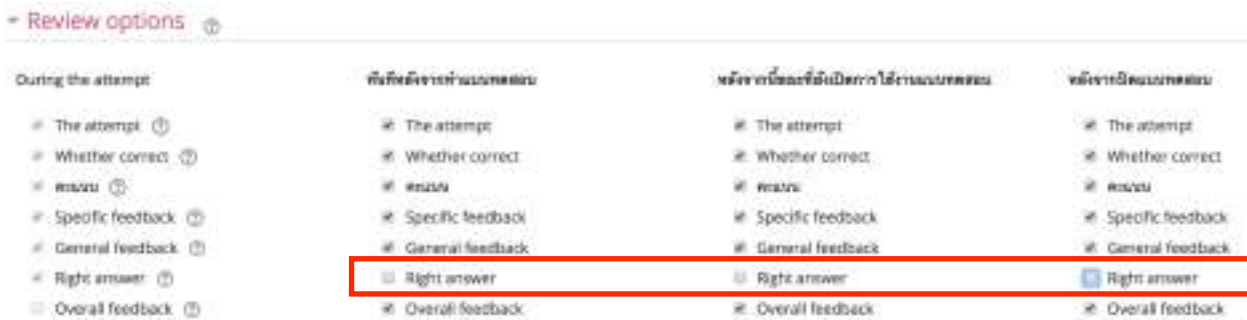 Review options
During the attempt ทันทีหลังจากทำแบบทดสอบ หลังจากนี้ขณะที่ยังเปิดการใช้งานแบบทดสอบ หลังจากปิดแบบทดสอบ
The attempt The attempt The attempt The attempt
Whether correct Whether correct Whether correct Whether correct
คะแนน คะแนน คะแนน คะแนน
Specific feedback Specific feedback Specific feedback Specific feedback
General feedback General feedback General feedback General feedback
Right answer Right answer Right answer Right answer
Overall feedback Overall feedback Overall feedback Overall feedback